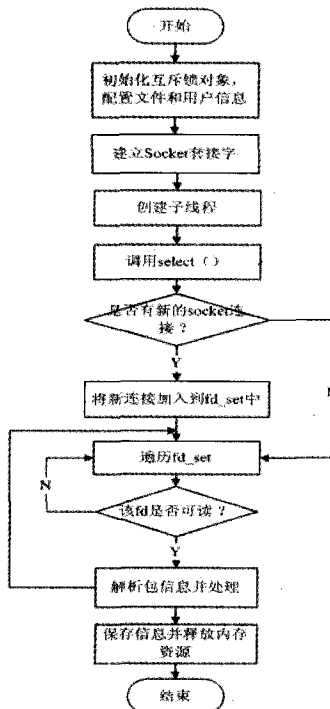 开始
初始化互斥锁对象,
配置文件和用户信息
建立Socket套接字
创建子线程
调用select（）
是否有新的socket连
接？
Y
将新连接加入到fd_set中
遍历fd_set
N
该fd是否可读？
Y
解析包信息并处理
保存信息并释放内存
资源
结束